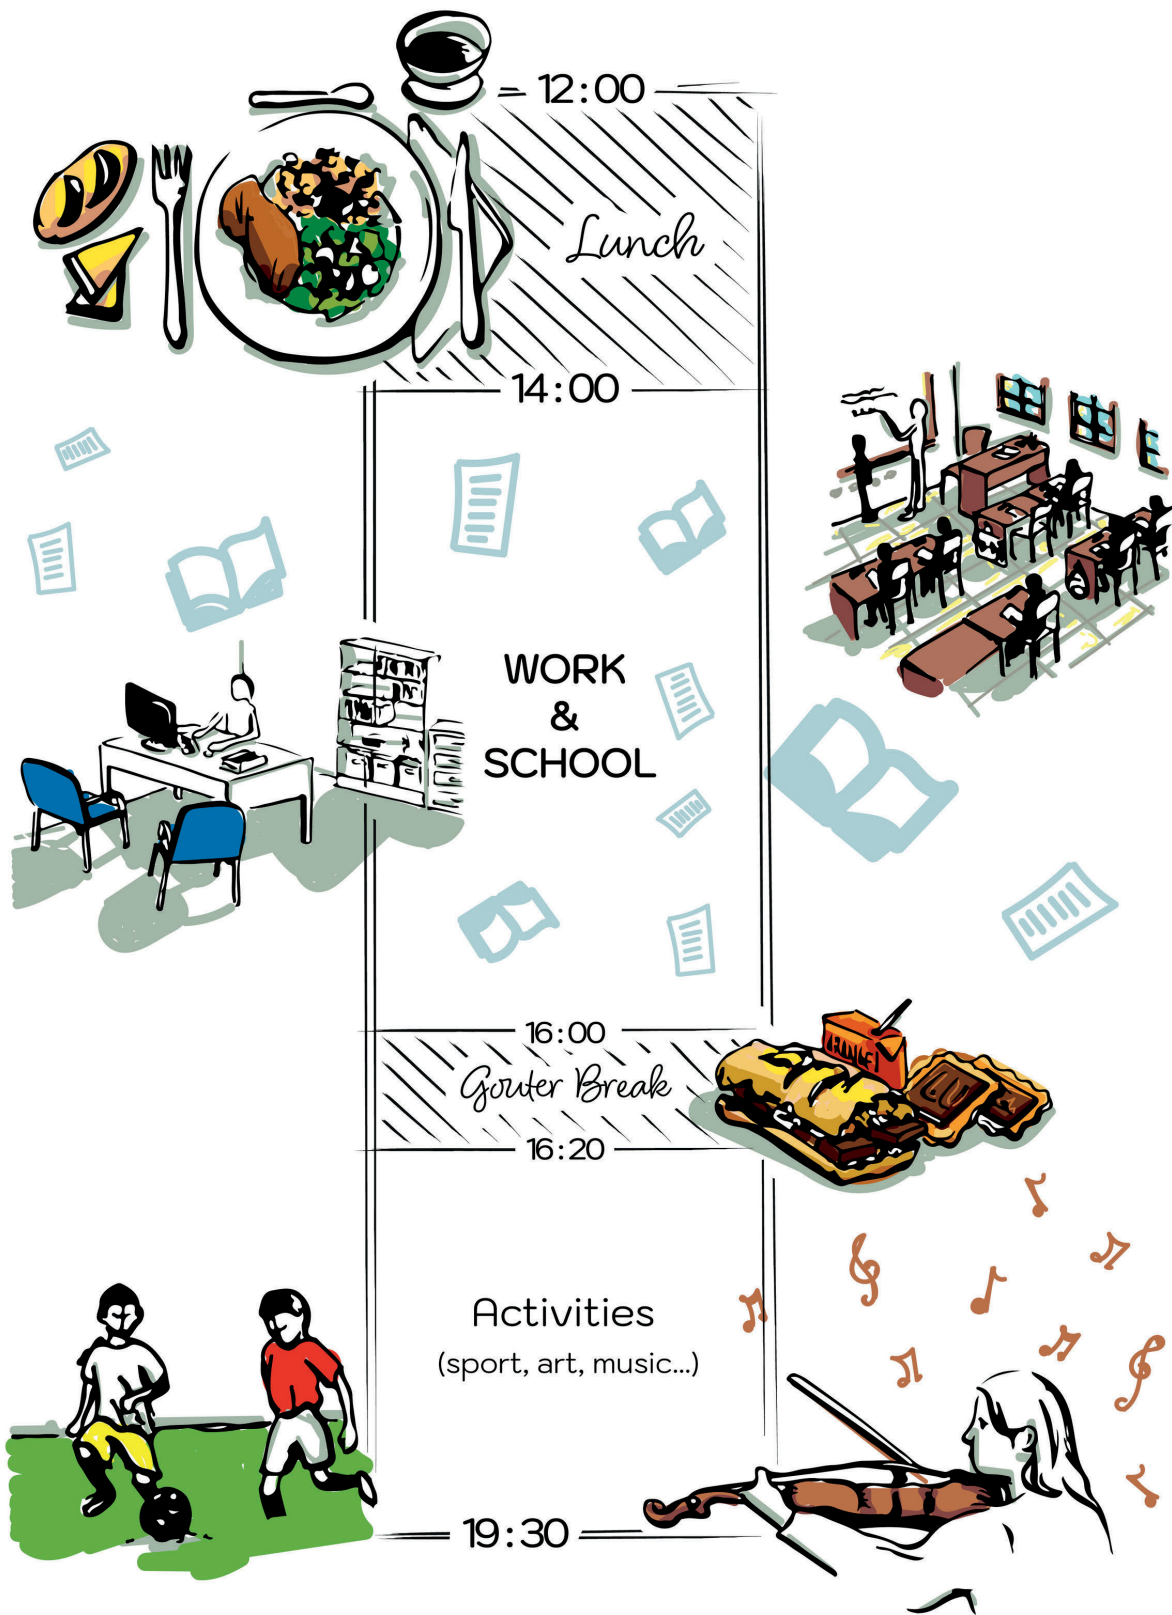 12:00
Lunch
14:00
WORK
&
SCHOOL
16:00
ORANGE
Gouter Break
16:20
Activities
(sport, art, music...)
19:30